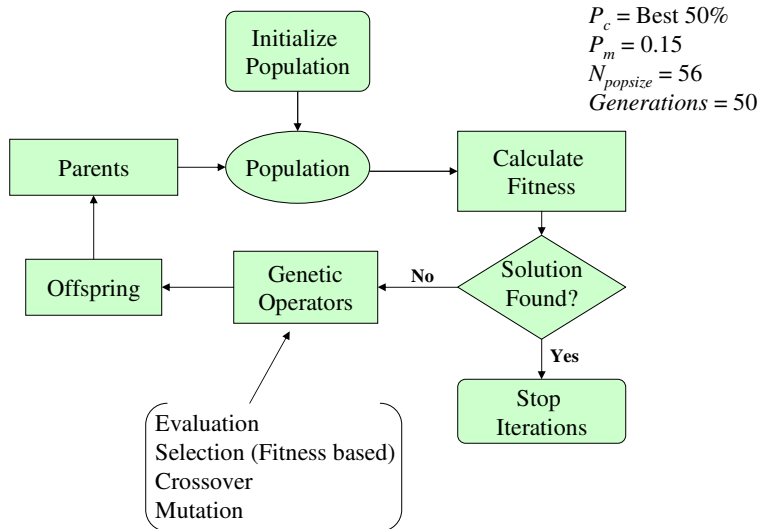 Initialize
Population
P_c = Best 50%
P_m = 0.15
N_popsize = 56
Generations = 50
Parents
Population
Calculate
Fitness
Offspring
Genetic
Operators
No
Solution
Found?
Yes
Stop
Iterations
Evaluation
Selection (Fitness based)
Crossover
Mutation